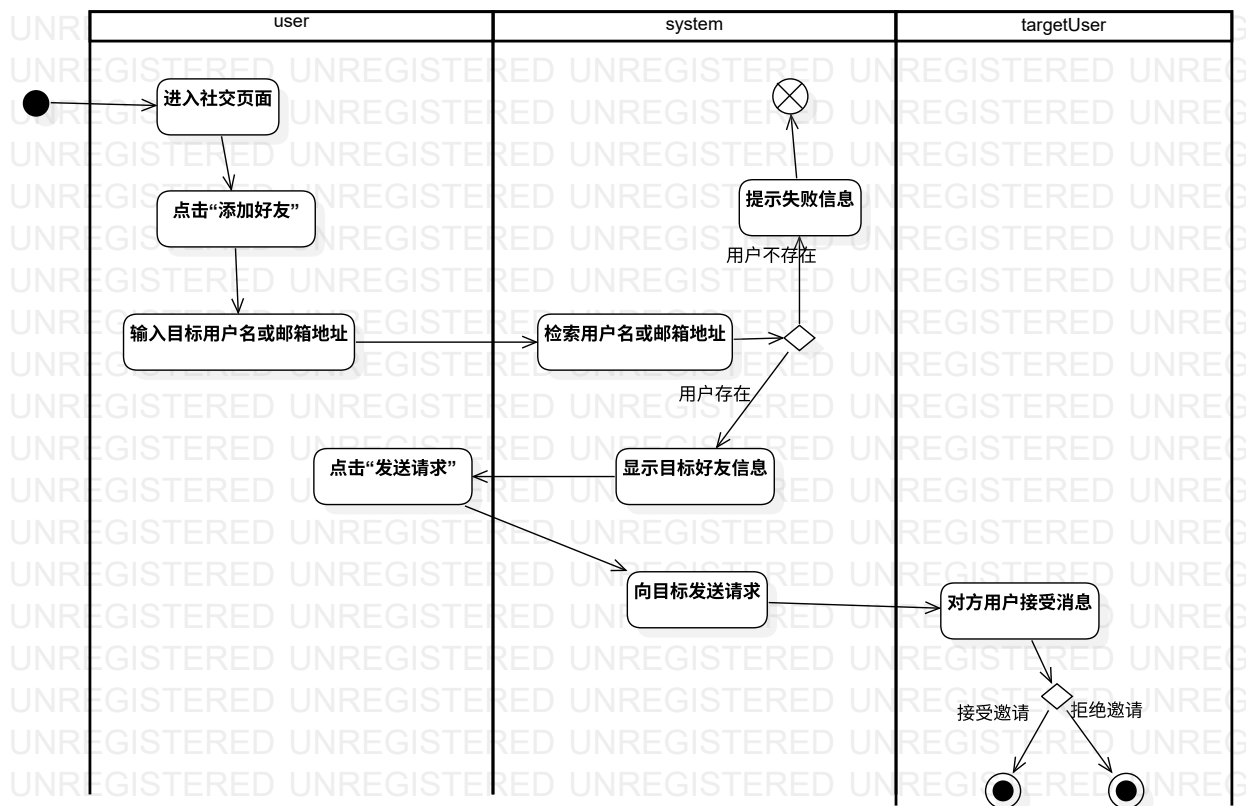 user
system
targetUser
进入社交页面
点击“添加好友”
提示失败信息
用户不存在
输入目标用户名或邮箱地址
检索用户名或邮箱地址
用户存在
点击“发送请求”
显示目标好友信息
向目标发送请求
对方用户接受消息
接受邀请
拒绝邀请
UNREGISTERED